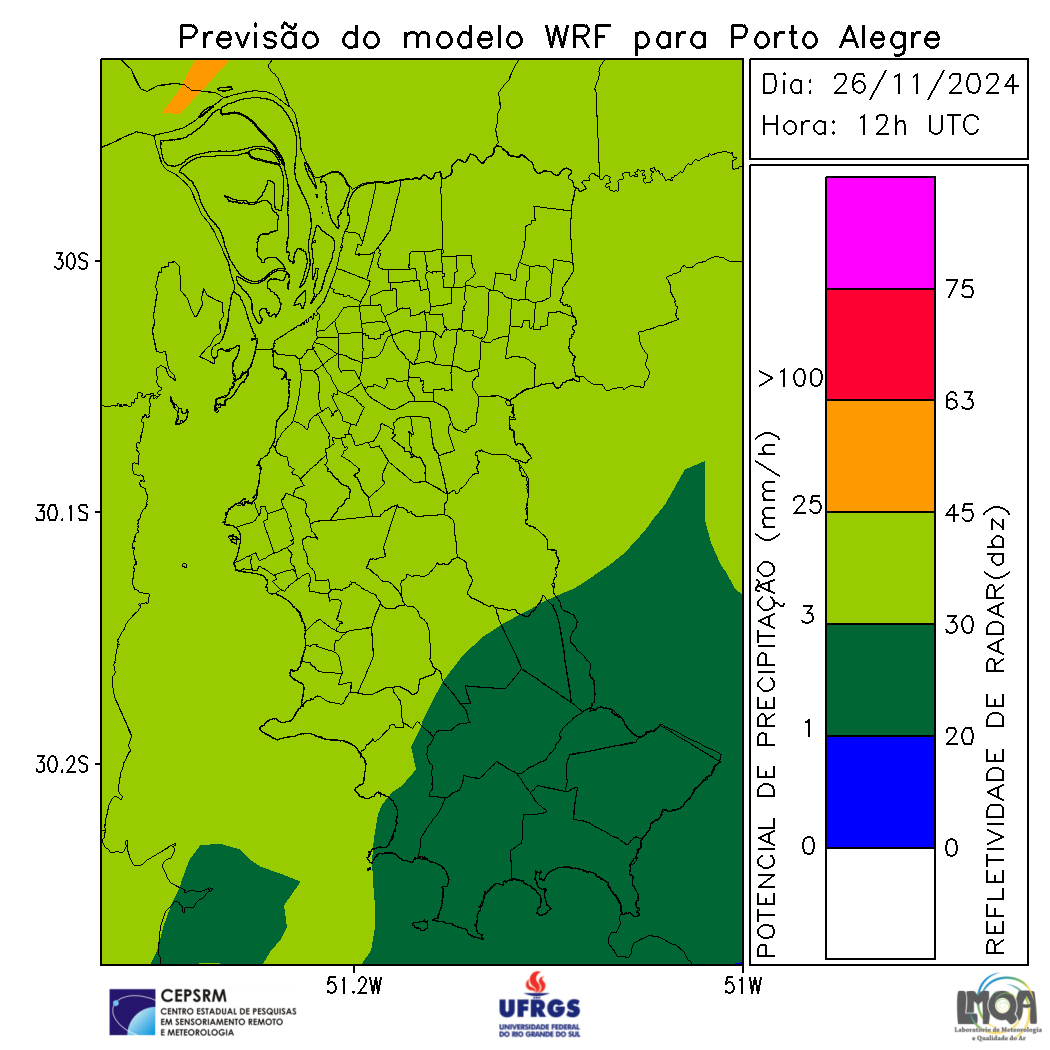 Previsão do modelo WRF para Porto Alegre
Dia: 26/11/2024
Hora: 12h UTC
30S
30.1S
30.2S
51.2W
51W
POTENCIAL DE PRECIPITAÇÃO (mm/h)
>100
25
3
1
0
75
63
45
30
20
0
REFLETIVIDADE DE RADAR(dbz)
CEPSRM
CENTRO ESTADUAL DE PESQUISAS
EM SENSORIAMENTO REMOTO
E METEOROLOGIA
UFRGS
UNIVERSIDADE FEDERAL
DO RIO GRANDE DO SUL
LMQA
Laboratório de Meteorologia
e Qualidade do Ar